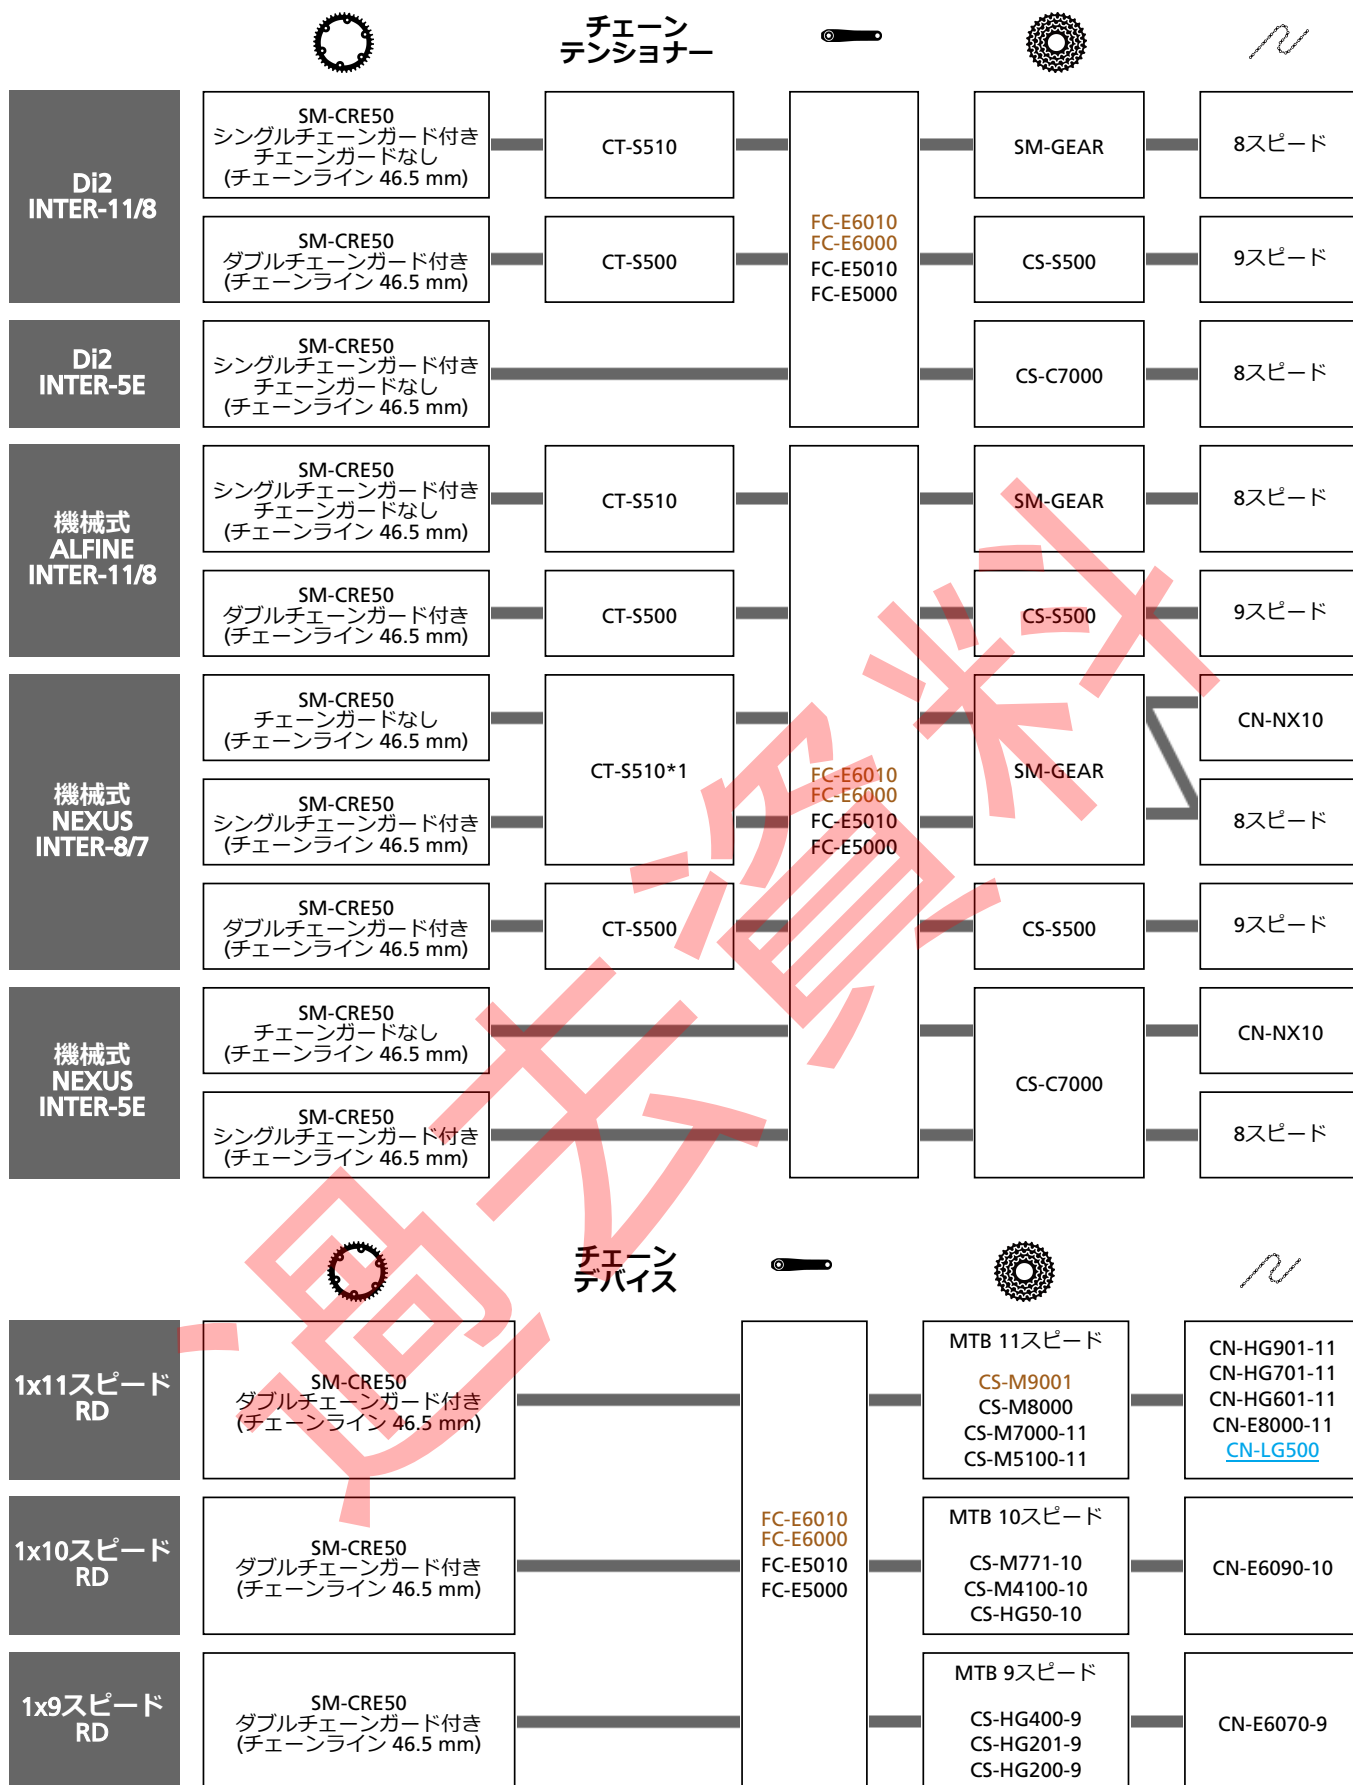 チェーン
テンショナー
Di2
INTER-11/8
SM-CRE50
シングルチェーンガード付き
チェーンガードなし
(チェーンライン 46.5 mm)
CT-S510
FC-E6010
FC-E6000
FC-E5010
FC-E5000
SM-GEAR
8スピード
SM-CRE50
ダブルチェーンガード付き
(チェーンライン 46.5 mm)
CT-S500
CS-S500
9スピード
Di2
INTER-5E
SM-CRE50
シングルチェーンガード付き
チェーンガードなし
(チェーンライン 46.5 mm)
CS-C7000
8スピード
機械式
ALFINE
INTER-11/8
SM-CRE50
シングルチェーンガード付き
チェーンガードなし
(チェーンライン 46.5 mm)
CT-S510
SM-GEAR
8スピード
SM-CRE50
ダブルチェーンガード付き
(チェーンライン 46.5 mm)
CT-S500
CS-S500
9スピード
機械式
NEXUS
INTER-8/7
SM-CRE50
チェーンガードなし
(チェーンライン 46.5 mm)
CT-S510*1
FC-E6010
FC-E6000
FC-E5010
FC-E5000
SM-GEAR
CN-NX10
SM-CRE50
シングルチェーンガード付き
(チェーンライン 46.5 mm)
8スピード
SM-CRE50
ダブルチェーンガード付き
(チェーンライン 46.5 mm)
CT-S500
CS-S500
9スピード
機械式
NEXUS
INTER-5E
SM-CRE50
チェーンガードなし
(チェーンライン 46.5 mm)
CS-C7000
CN-NX10
SM-CRE50
シングルチェーンガード付き
(チェーンライン 46.5 mm)
8スピード
チェーン
デバイス
1x11スピード
RD
SM-CRE50
ダブルチェーンガード付き
(チェーンライン 46.5 mm)
FC-E6010
FC-E6000
FC-E5010
FC-E5000
MTB 11スピード
CS-M9001
CS-M8000
CS-M7000-11
CS-M5100-11
CN-HG901-11
CN-HG701-11
CN-HG601-11
CN-E8000-11
CN-LG500
1x10スピード
RD
SM-CRE50
ダブルチェーンガード付き
(チェーンライン 46.5 mm)
MTB 10スピード
CS-M771-10
CS-M4100-10
CS-HG50-10
CN-E6090-10
1x9スピード
RD
SM-CRE50
ダブルチェーンガード付き
(チェーンライン 46.5 mm)
MTB 9スピード
CS-HG400-9
CS-HG201-9
CS-HG200-9
CN-E6070-9
過去資料